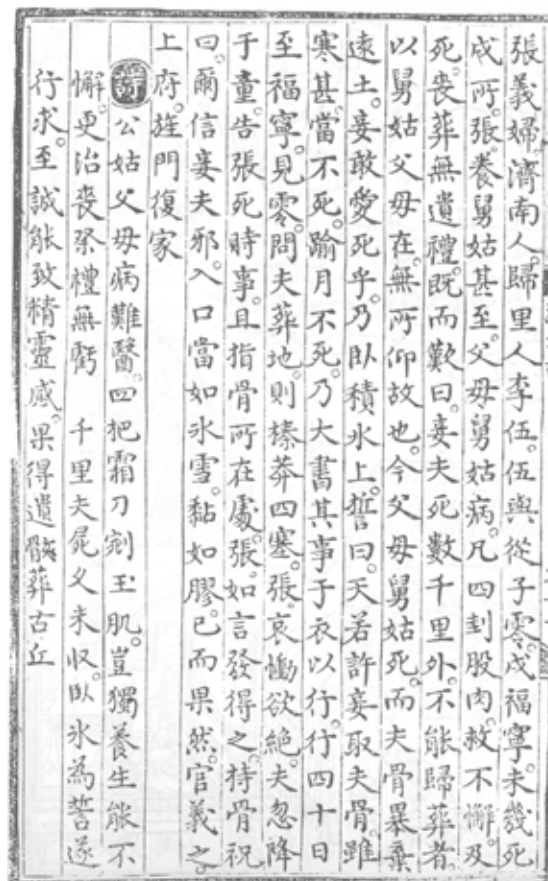 張義婦。濟南人。歸里人李伍。伍與從子零。戍福寧。未幾死
戍所。張養舅姑甚至。父母舅姑病。凡四刲股肉。救不懈。及
死。喪葬無遺禮。旣而歎曰。妾夫死數千里外。不能歸葬者。
以舅姑父母在。無所仰故也。今父母舅姑死。而夫骨暴棄
遠土。妾敢愛死乎。乃臥積氷上。誓曰。天若許妾取夫骨。雖
寒甚。當不死。踰月不死。乃大書其事于衣以行。行四十日
至福寧。見零。問夫葬地。則榛莽四塞。張哀慟欲絶。夫忽降
于童。告張死時事。且指骨所在處。張如言發得之。持骨祝
曰。爾信妾夫邪。入口當如氷雪。黏如膠。已而果然。官義之。
上府。旌門復家
詩 公姑父母病難醫。四把霜刀剜玉肌。豈獨養生能不
懈。更治喪祭禮無虧 千里夫屍久未收。臥氷爲誓遂
行求。至誠能致精靈感。果得遺骸葬古丘